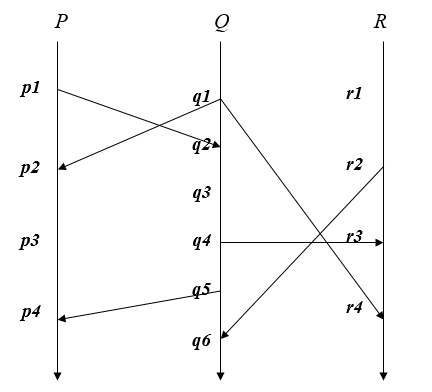 P Q R
p1 q1 r1
q2
p2 r2
q3
p3 q4 r3
q5
p4 r4
q6